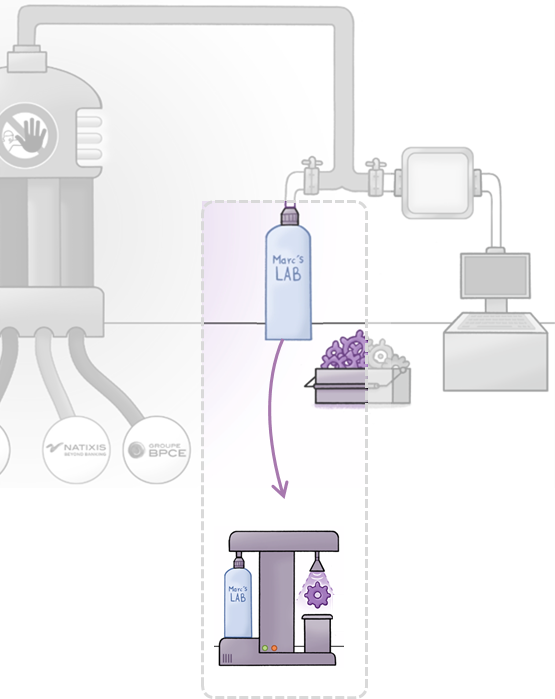 Marc's
LAB
NATIXIS
BEYOND BANKING
GROUPE
BPCE
Marc's
LAB